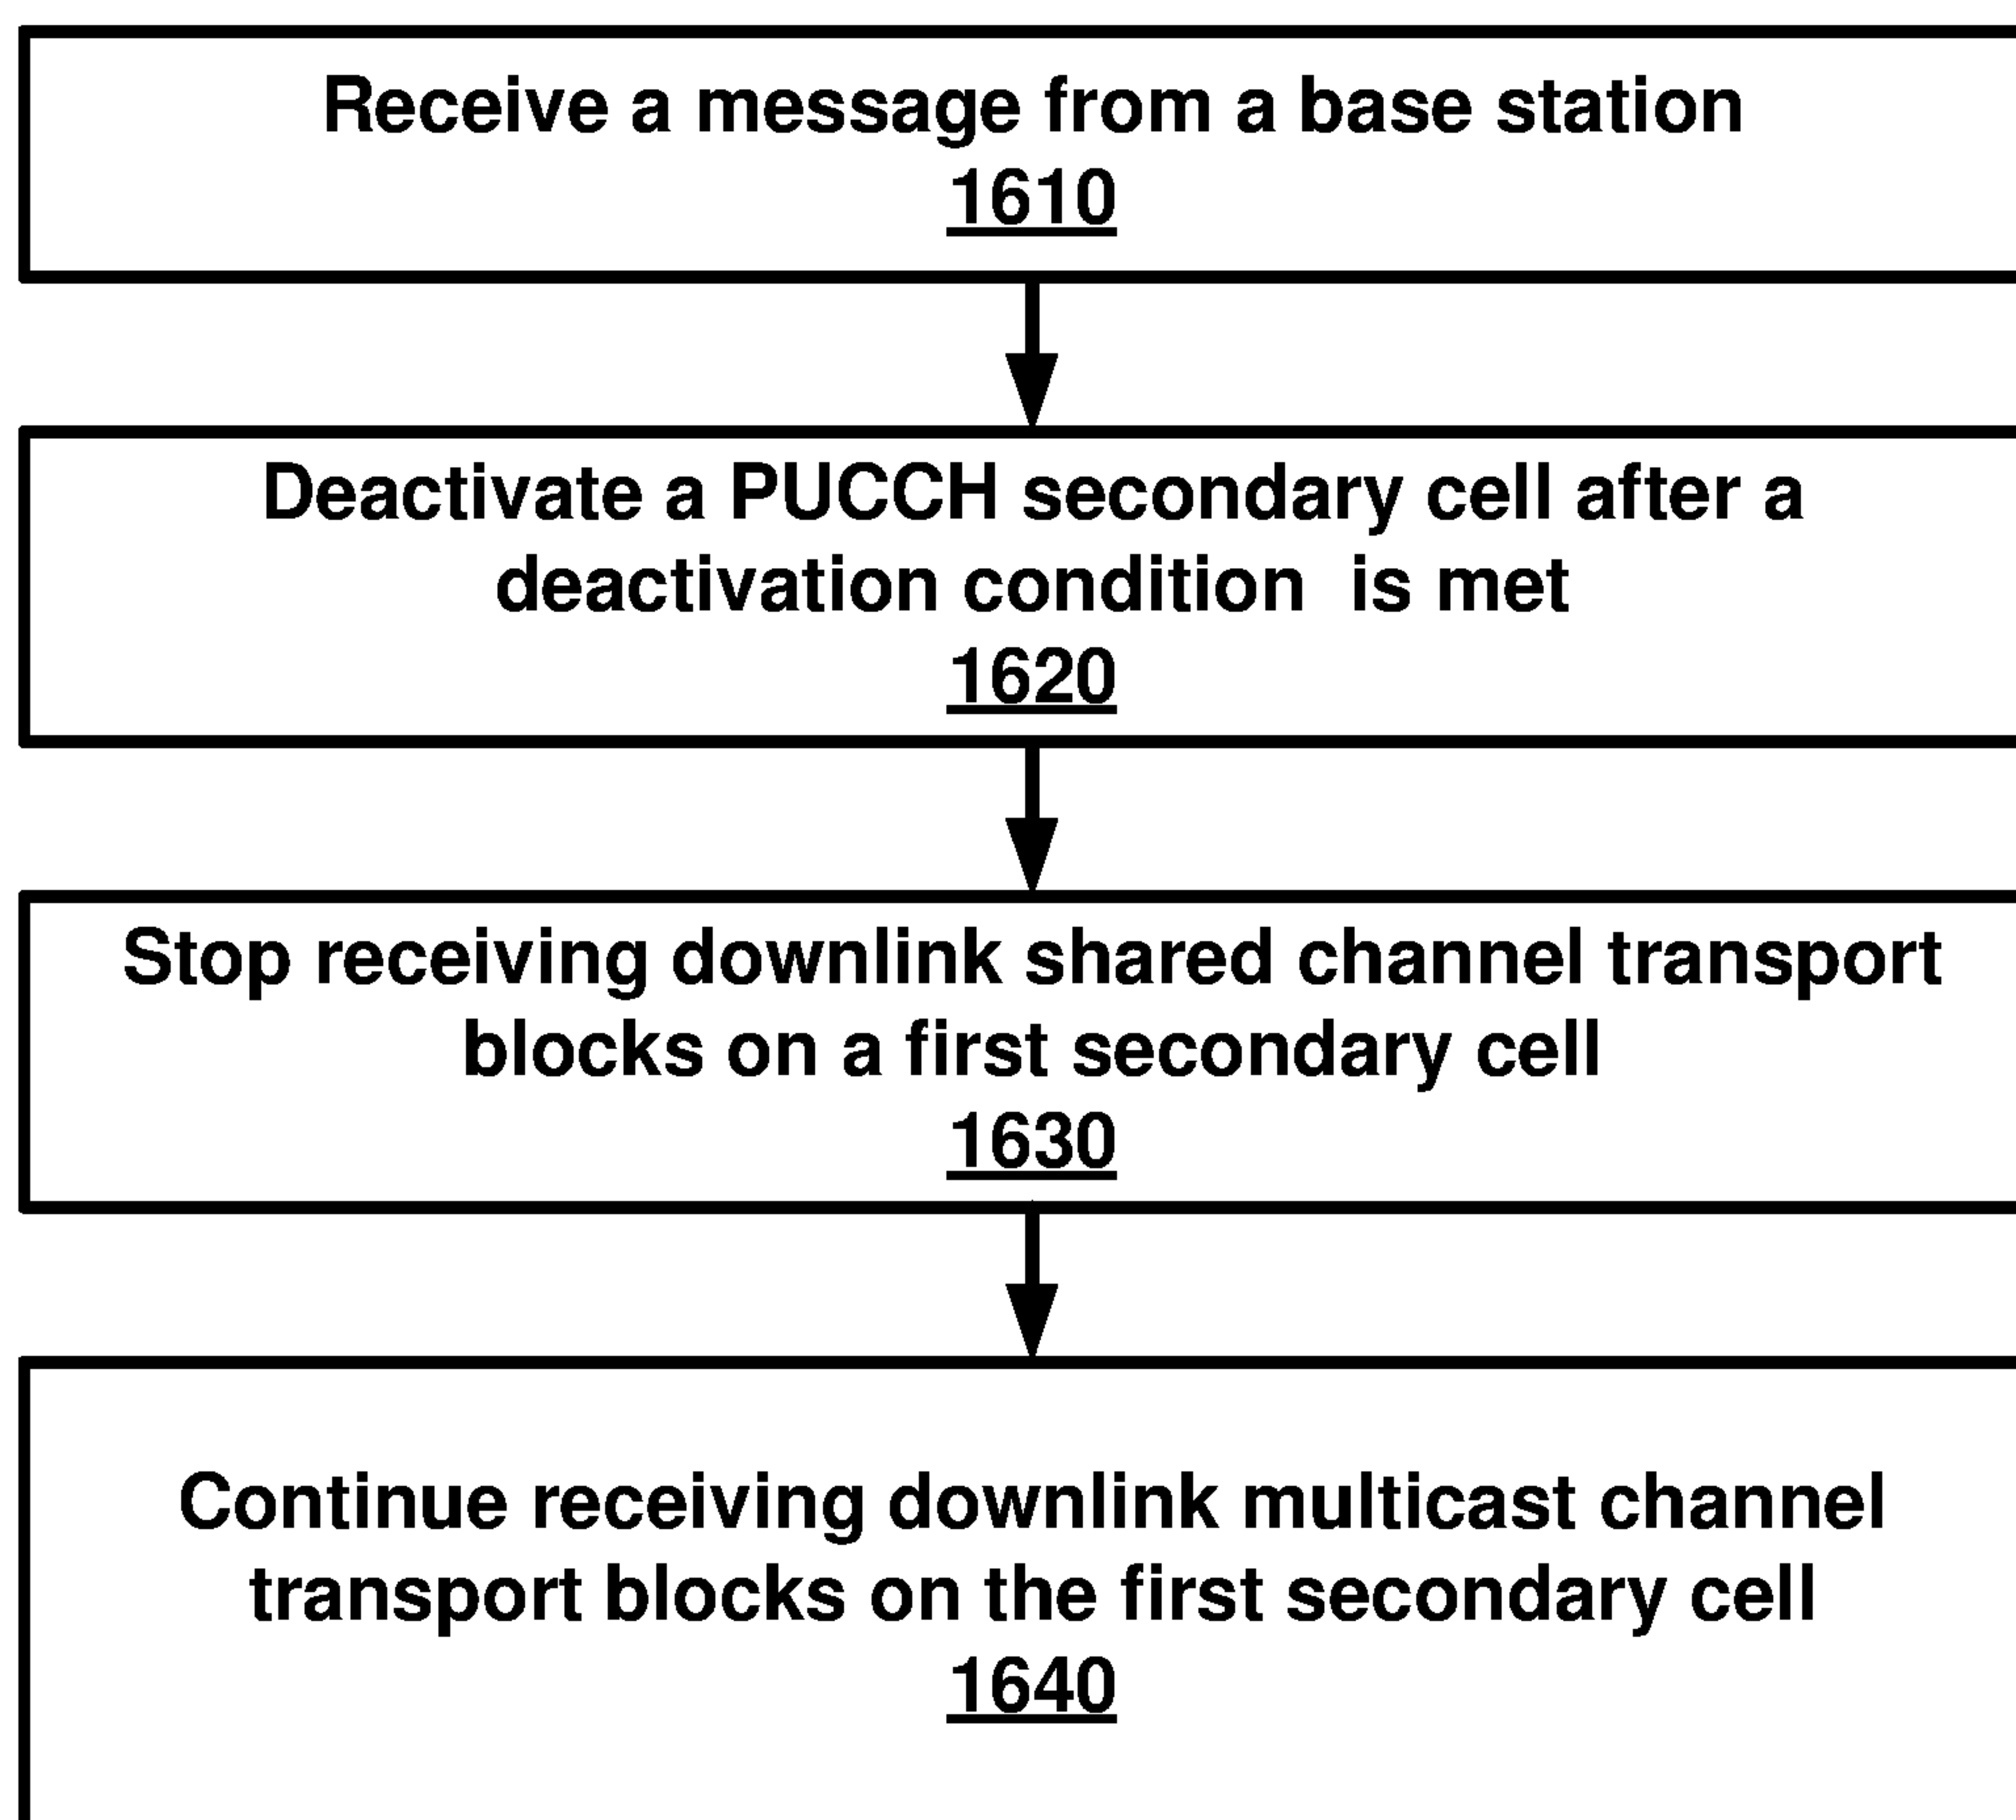 Receive a message from a base station
1610
Deactivate a PUCCH secondary cell after a
deactivation condition  is met
1620
Stop receiving downlink shared channel transport
blocks on a first secondary cell
1630
Continue receiving downlink multicast channel
transport blocks on the first secondary cell
1640